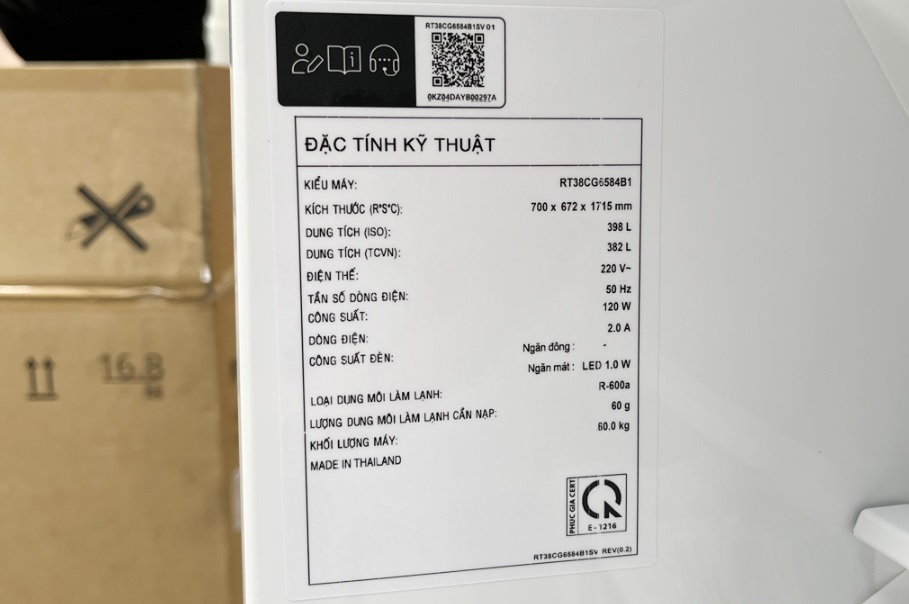 RT38CG6584B1SV 01
0KZ04DAYB00297A
ĐẶC TÍNH KỸ THUẬT
KIỂU MÁY: RT38CG6584B1
KÍCH THƯỚC (R*S*C): 700 x 672 x 1715 mm
DUNG TÍCH (ISO): 398 L
DUNG TÍCH (TCVN): 382 L
ĐIỆN THẾ: 220 V~
TẦN SỐ DÒNG ĐIỆN: 50 Hz
CÔNG SUẤT: 120 W
DÒNG ĐIỆN: 2.0 A
CÔNG SUẤT ĐÈN: Ngăn đông : -
Ngăn mát : LED 1.0 W
LOẠI DUNG MÔI LÀM LẠNH: R-600a
LƯỢNG DUNG MÔI LÀM LẠNH CẦN NẠP: 60 g
KHỐI LƯỢNG MÁY: 60.0 kg
MADE IN THAILAND
PHUC GIA CERT
E - 1216
RT38CG6584B1SV REV(0.2)
16.8
kg